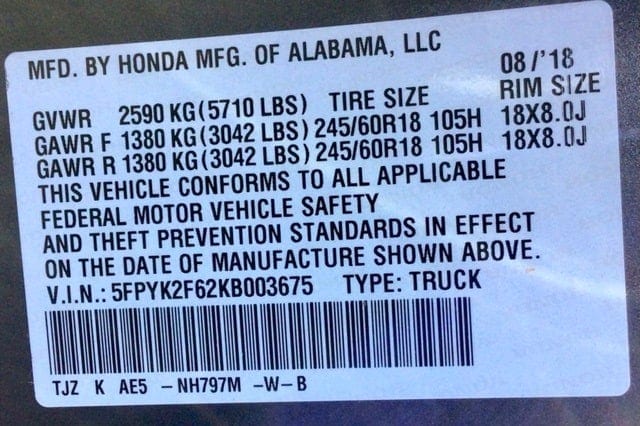 MFD. BY HONDA MFG. OF ALABAMA, LLC
08/'18
GVWR 2590 KG(5710 LBS) TIRE SIZE RIM SIZE
GAWR F 1380 KG(3042 LBS) 245/60R18 105H 18X8.0J
GAWR R 1380 KG(3042 LBS) 245/60R18 105H 18X8.0J
THIS VEHICLE CONFORMS TO ALL APPLICABLE
FEDERAL MOTOR VEHICLE SAFETY
AND THEFT PREVENTION STANDARDS IN EFFECT
ON THE DATE OF MANUFACTURE SHOWN ABOVE.
V.I.N.: 5FPYK2F62KB003675 TYPE: TRUCK
TJZ K AE5 – NH797M –W–B